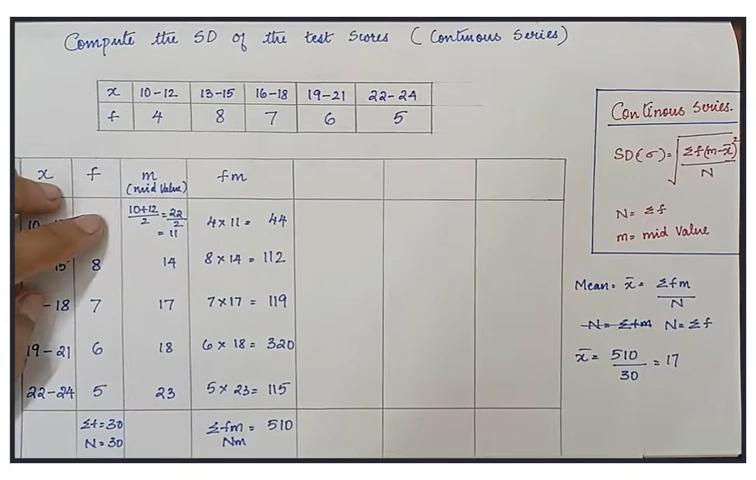 Compute the SD of the test scores (Continous Series)
x 10-12 13-15 16-18 19-21 22-24
f 4 8 7 6 5
Continous Series.
SD(σ)= √Σf(m-x̄)²/N
N= Σf
m= mid Value
x f m (mid Value) fm
10+12/2 = 22/2 = 11 4×11= 44
8 14 8×14= 112
-18 7 17 7×17= 119
19-21 6 18 6×18= 320
22-24 5 23 5×23= 115
Σf=30 Σfm= 510
N=30 Nm
Mean= x̄= Σfm/N
N= Σfm N= Σf
x̄= 510/30 = 17